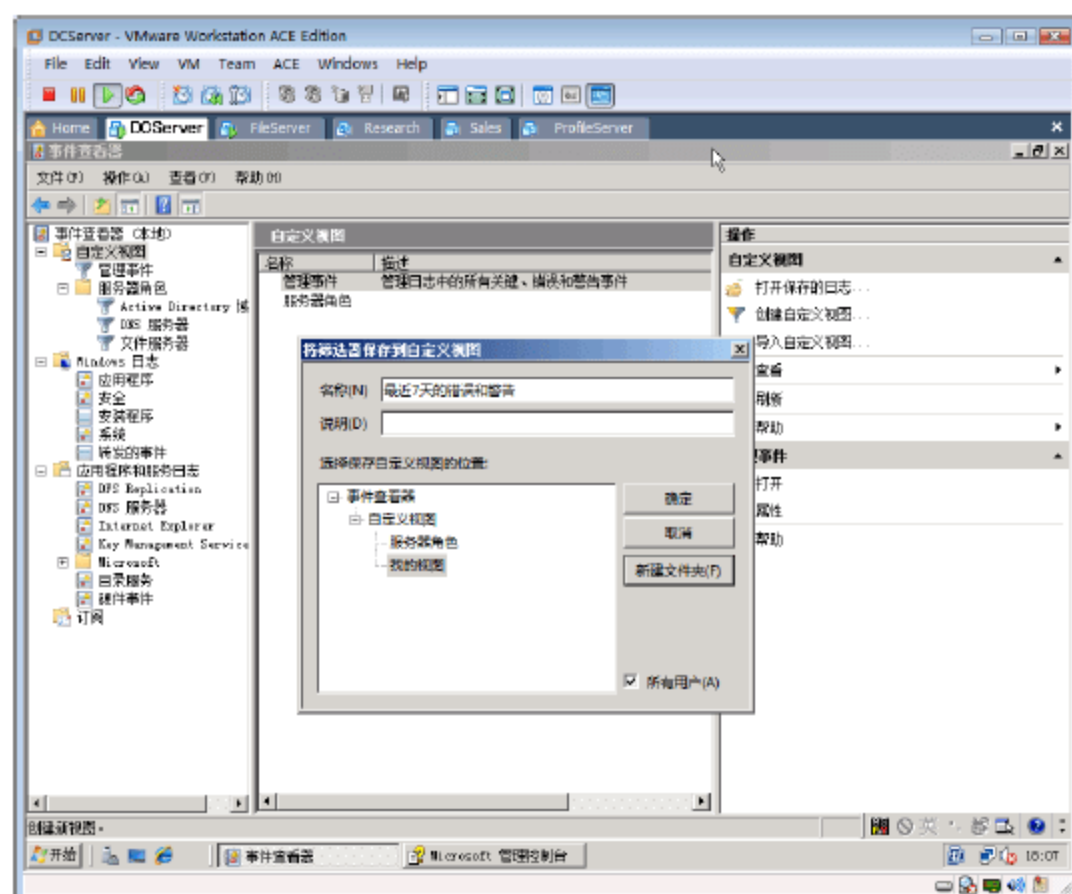 DCServer - VMware Workstation ACE Edition
File Edit View VM Team ACE Windows Help
Home DCServer FileServer Research Sales ProfileServer
事件查看器
文件(F) 操作(A) 查看(V) 帮助(H)
事件查看器 (本地)
自定义视图
管理事件
服务器角色
Active Directory 域
DNS 服务器
文件服务器
Windows 日志
应用程序
安全
安装程序
系统
转发的事件
应用程序和服务日志
DFS Replication
DNS 服务器
Internet Explorer
Key Management Service
Microsoft
目录服务
硬件事件
订阅
自定义视图
名称 描述
管理事件 管理日志中的所有关键、错误和警告事件
服务器角色
将筛选器保存到自定义视图
名称(N) 最近7天的错误和警告
说明(D)
选择保存自定义视图的位置:
事件查看器
自定义视图
服务器角色
我的视图
确定
取消
新建文件夹(F)
所有用户(A)
操作
自定义视图
打开保存的日志...
创建自定义视图...
导入自定义视图...
查看
刷新
帮助
事件
打开
属性
帮助
创建新视图。
英
开始 事件查看器 Microsoft 管理控制台 18:07